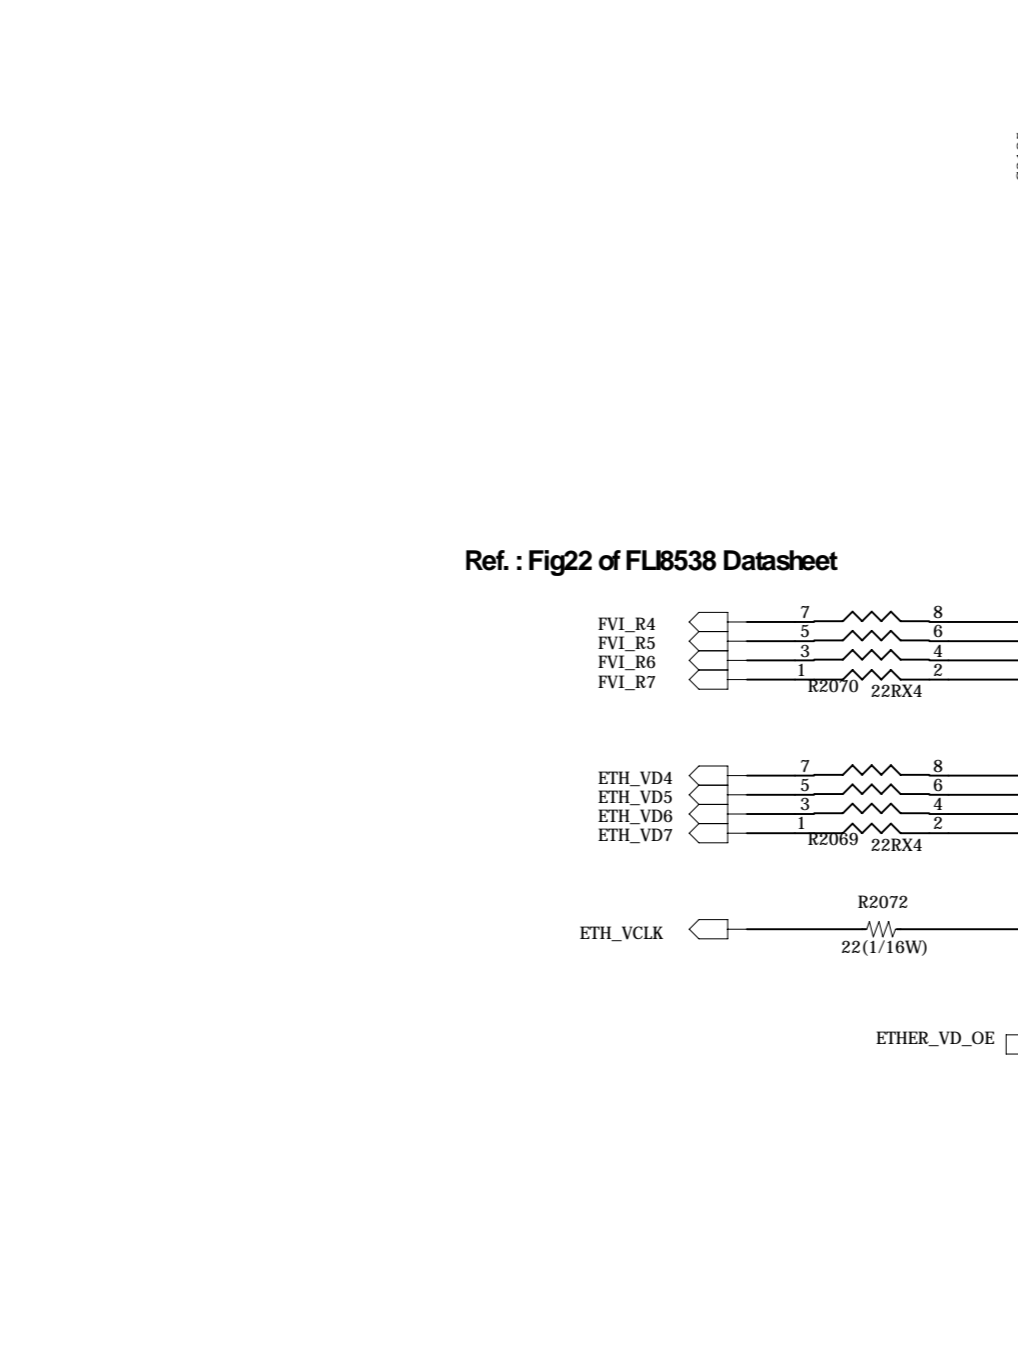 Ref. : Fig22 of FLI8538 Datasheet
FVI_R4 7 8
FVI_R5 5 6
FVI_R6 3 4
FVI_R7 1 2
R2070 22RX4
ETH_VD4 7 8
ETH_VD5 5 6
ETH_VD6 3 4
ETH_VD7 1 2
R2069 22RX4
R2072
ETH_VCLK
22(1/16W)
ETHER_VD_OE